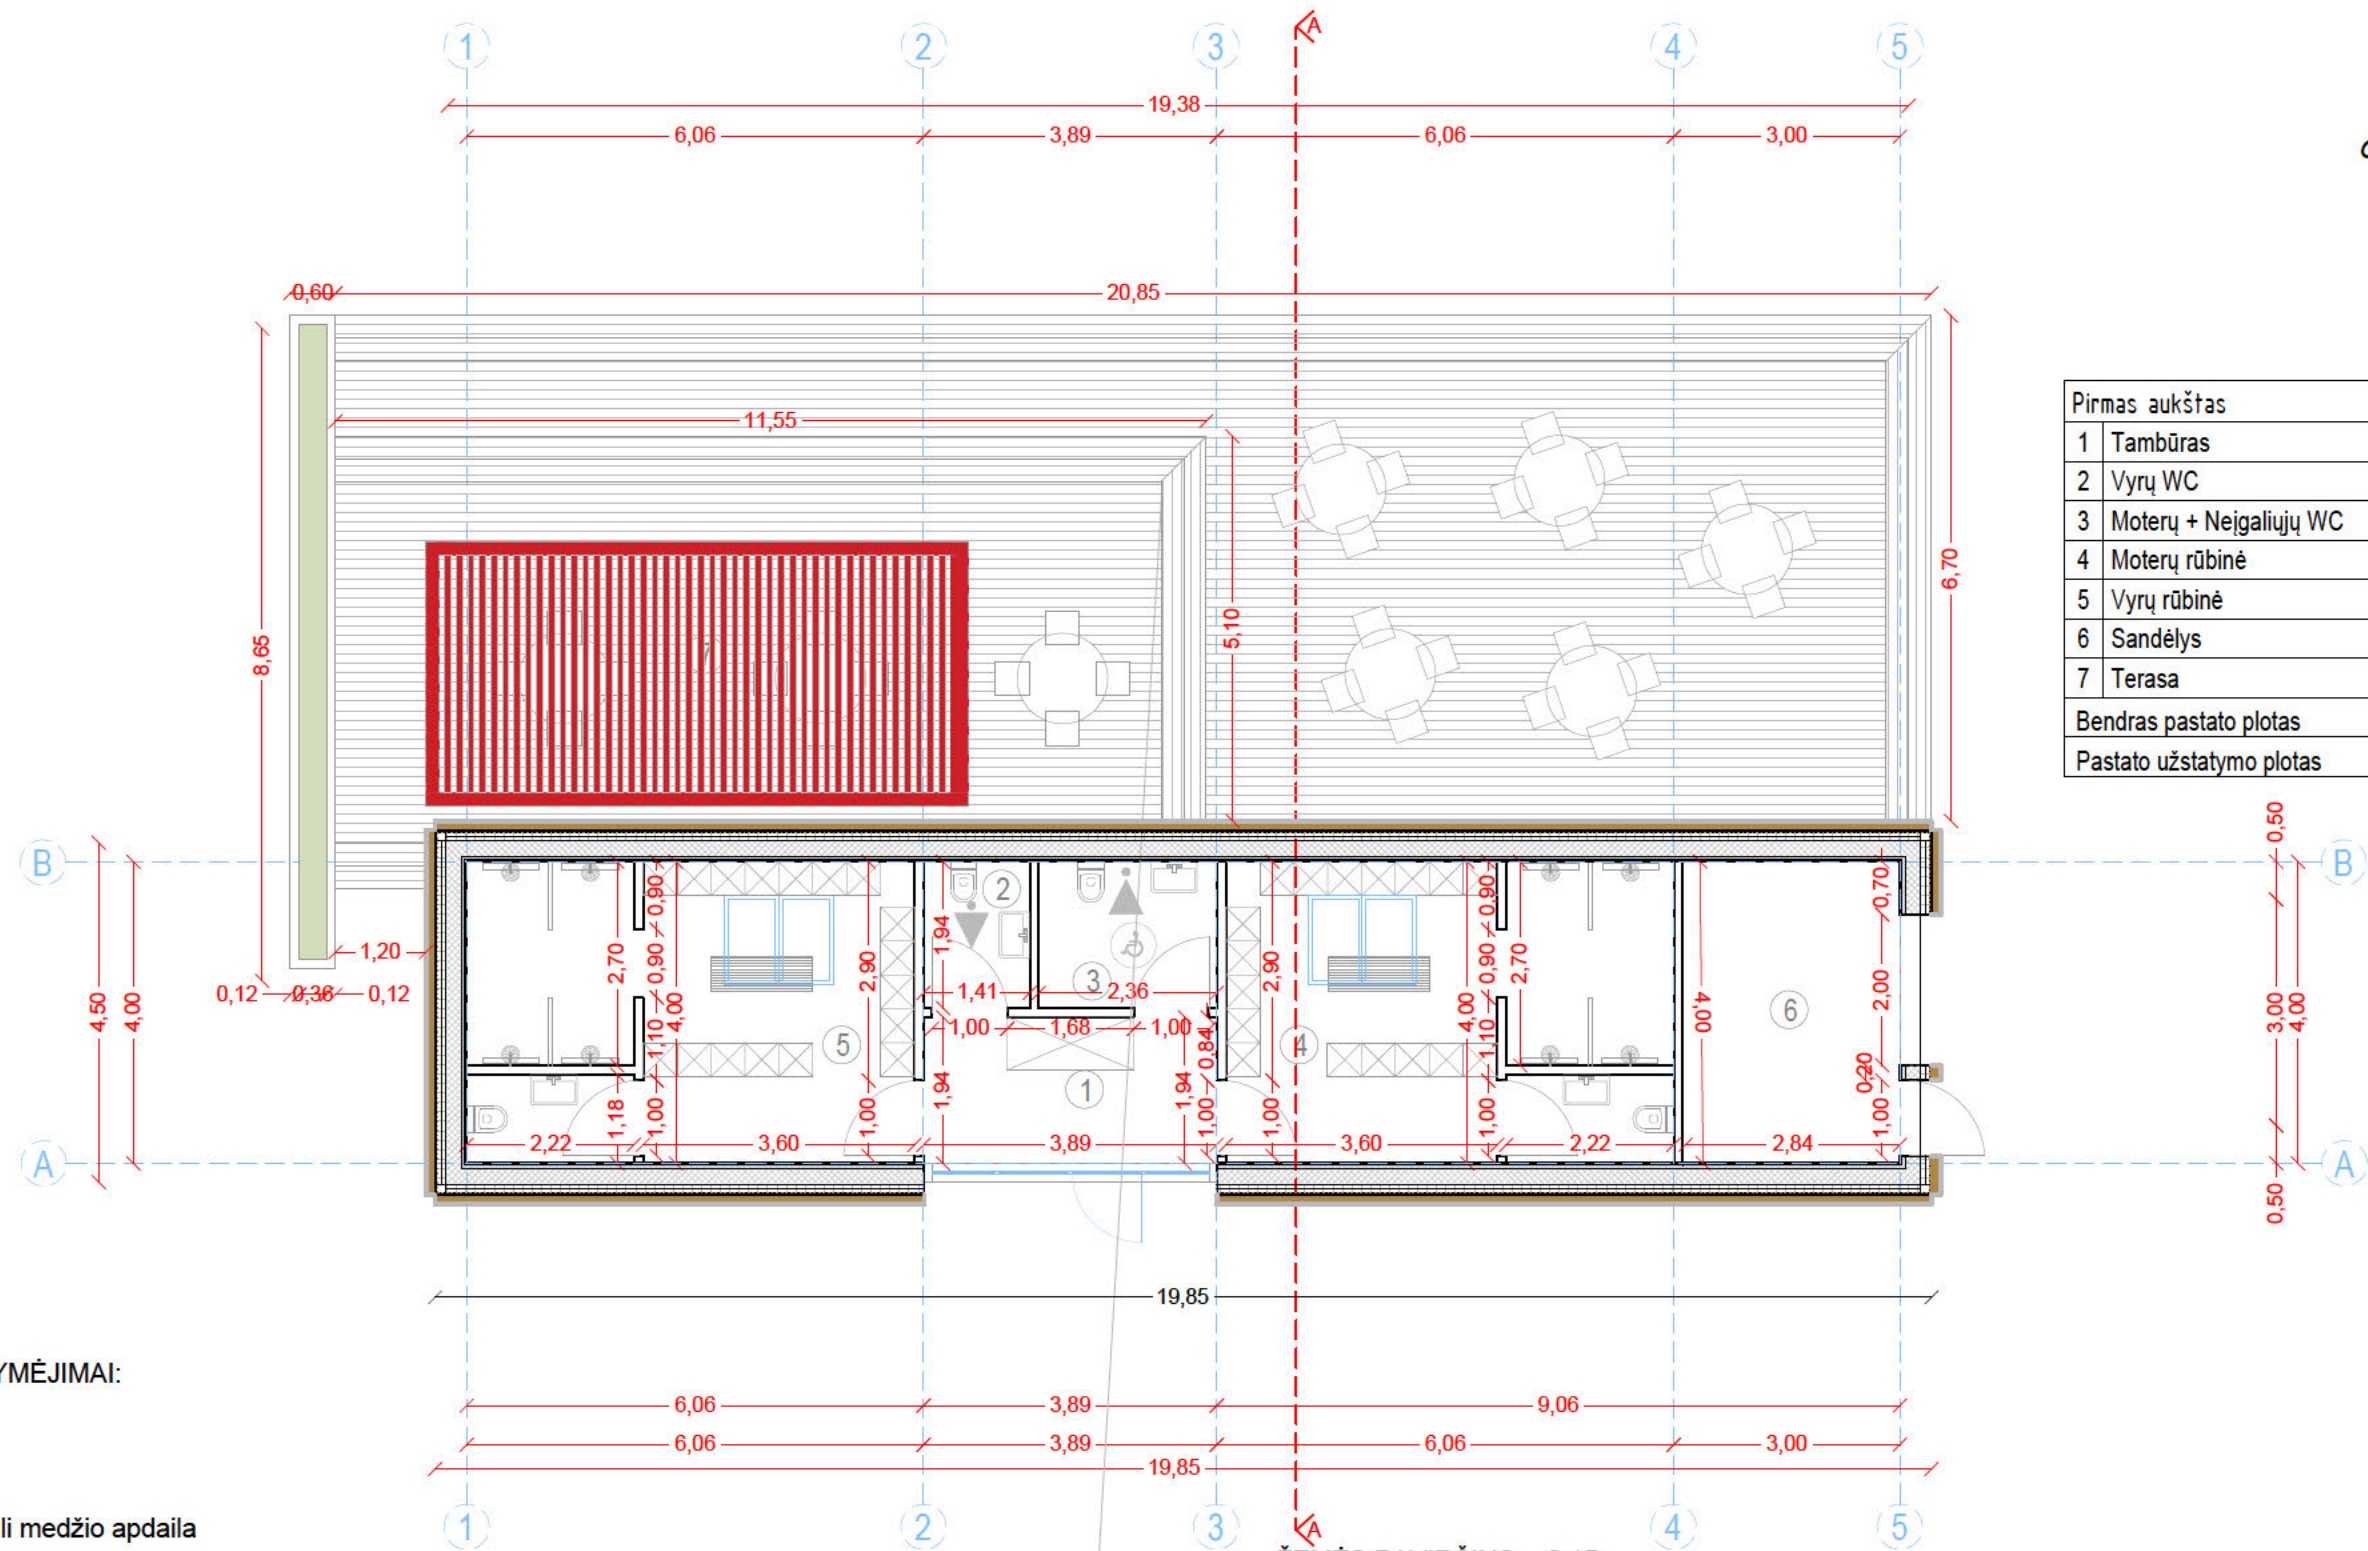 1 2 3 A 4 5
19,38
6,06 3,89 6,06 3,00
0,60 20,85
11,55
8,65 7 5,10 6,70
Pirmas aukštas
1 Tambūras
2 Vyrų WC
3 Moterų + Neįgaliųjų WC
4 Moterų rūbinė
5 Vyrų rūbinė
6 Sandėlys
7 Terasa
Bendras pastato plotas
Pastato užstatymo plotas
B B
4,50 4,00
1,20
0,12 0,36 0,12
2,70 0,90 0,90 1,10 4,00 2,90 1,94 2 3 2,90 4,00 0,90 0,90 1,10 2,70 4,00 0,70 2,00 0,50 3,00 4,00
1,41 2,36
1,00 1,68 1,00 0,84
5 1 4 6
1,18 1,00 1,00 1,94 1,94 1,00 1,00 1,00 0,20 1,00
2,22 3,60 3,89 3,60 2,22 2,84
A A
0,50
19,85
YMĖJIMAI:
6,06 3,89 9,06
6,06 3,89 6,06 3,00
19,85
li medžio apdaila
1 2 3 A 4 5